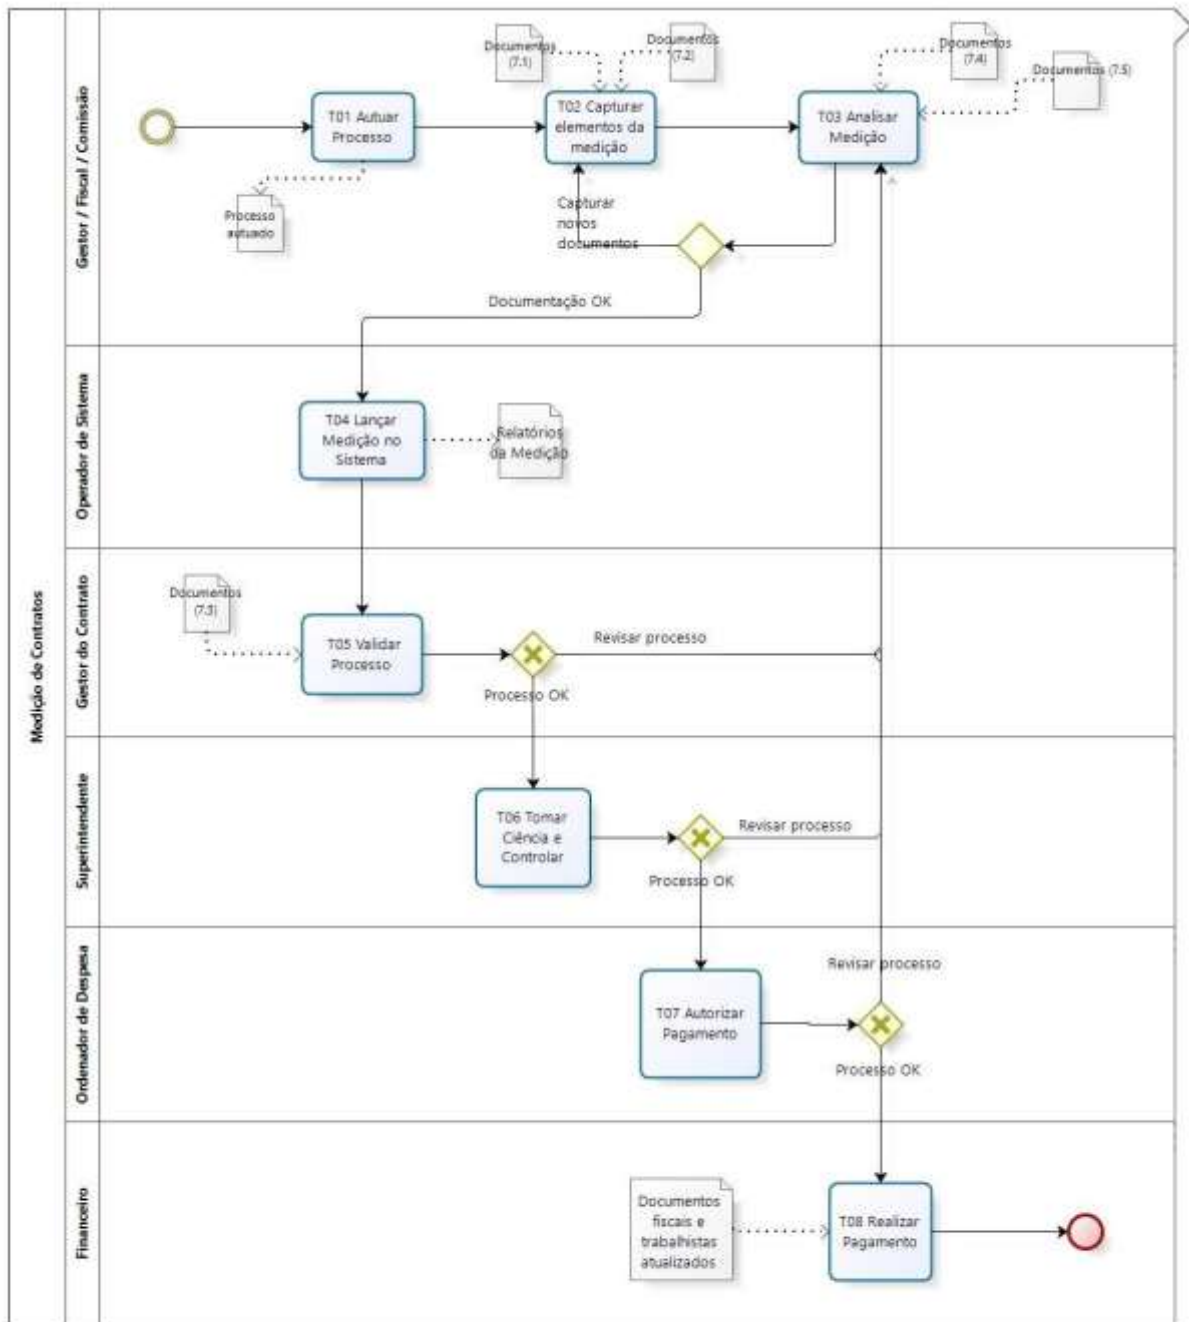 Medição de Contratos
Gestor / Fiscal / Comissão
Documentos
(7.1)
Documentos
(7.2)
Documentos
(7.4)
Documentos (7.5)
T01 Autuar
Processo
T02 Capturar
elementos da
medição
T03 Analisar
Medição
Processo
autuado
Capturar
novos
documentos
Documentação OK
Operador de Sistema
T04 Lançar
Medição no
Sistema
Relatórios
da Medição
Gestor do Contrato
Documentos
(7.3)
T05 Validar
Processo
Revisar processo
Processo OK
Superintendente
T06 Tomar
Ciência e
Controlar
Revisar processo
Processo OK
Ordenador de Despesa
Revisar processo
T07 Autorizar
Pagamento
Processo OK
Financeiro
Documentos
fiscais e
trabalhistas
atualizados
T08 Realizar
Pagamento